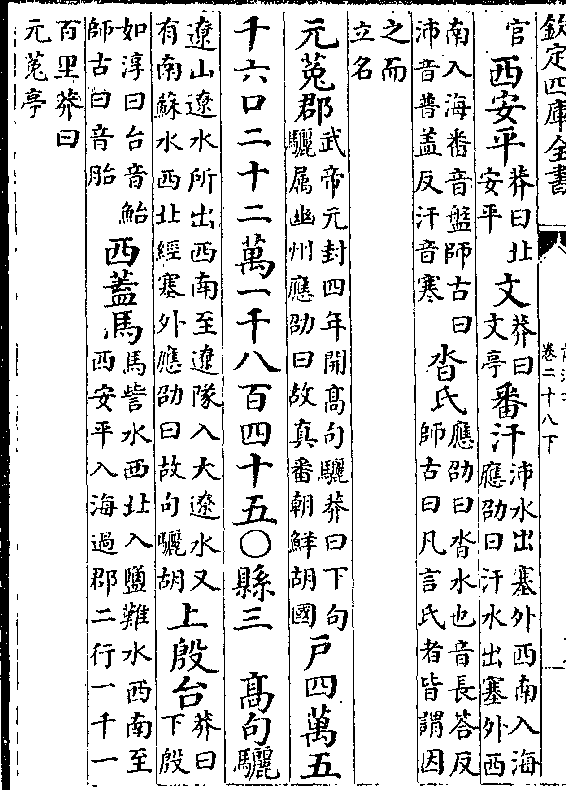 欽定四庫全書
卷二十八下
官 西安平 莽曰北安平 文 莽曰文亭 番汗 沛水出塞外西南入海應劭曰汗水出塞外西
南入海番音盤師古曰沛音普盖反汗音寒 沓氏 應劭曰沓水也音長答反師古曰凡言氏者皆謂因
之而立名
元菟郡 武帝元封四年開髙句驪莽曰下句驪属幽州應劭曰故真番朝鮮胡國 戸四萬五
千六口二十二萬一千八百四十五○縣三 髙句驪
遼山遼水所出西南至遼隊入大遼水又有南蘇水西北經塞外應劭曰故句驪胡 上殷台 莽曰下殷
如淳曰台音鮐師古曰音胎 西蓋馬 馬訾水西北入鹽難水西南至西安平入海過郡二行一千一
百里莽曰元菟亭